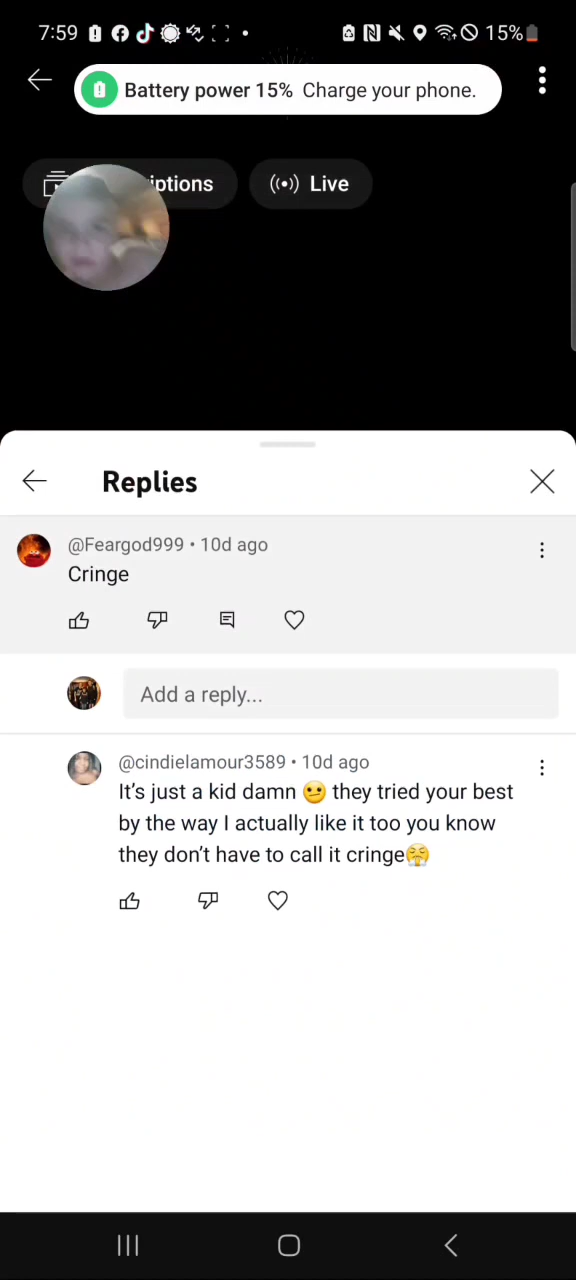 7:59
15%
Battery power 15% Charge your phone.
iptions
Live
Replies
@Feargod999 • 10d ago
Cringe
Add a reply...
@cindielamour3589 • 10d ago
It's just a kid damn 🫤 they tried your best
by the way I actually like it too you know
they don't have to call it cringe😤